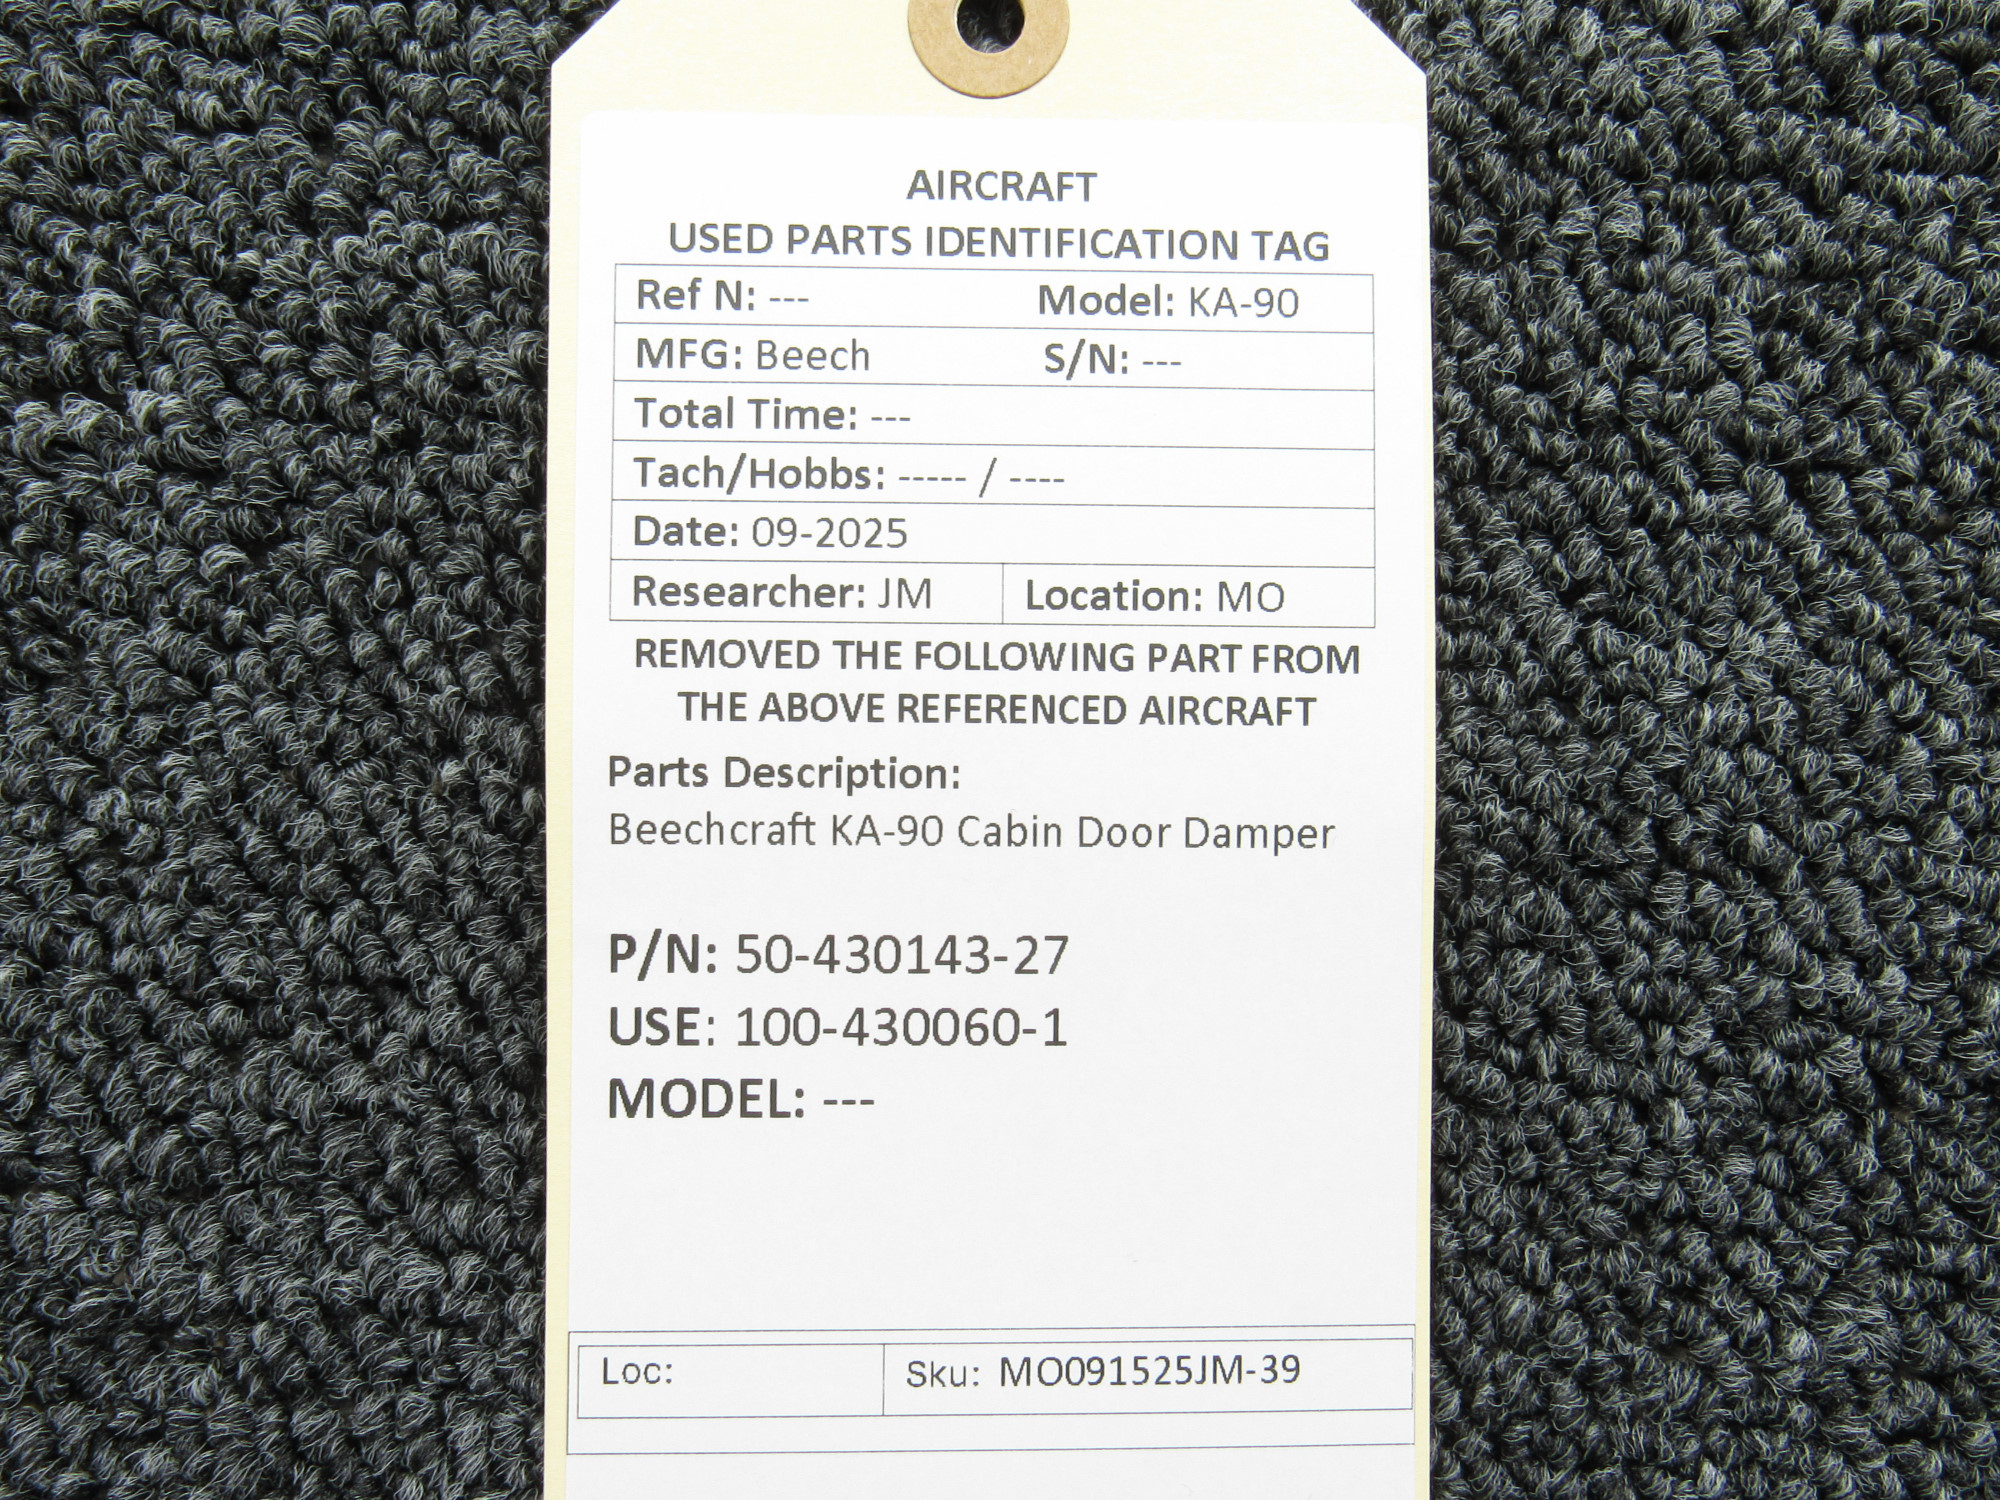 AIRCRAFT
USED PARTS IDENTIFICATION TAG
Ref N: --- Model: KA-90
MFG: Beech S/N: ---
Total Time: ---
Tach/Hobbs: ----- / ----
Date: 09-2025
Researcher: JM Location: MO
REMOVED THE FOLLOWING PART FROM
THE ABOVE REFERENCED AIRCRAFT
Parts Description:
Beechcraft KA-90 Cabin Door Damper
P/N: 50-430143-27
USE: 100-430060-1
MODEL: ---
Loc: Sku: MO091525JM-39